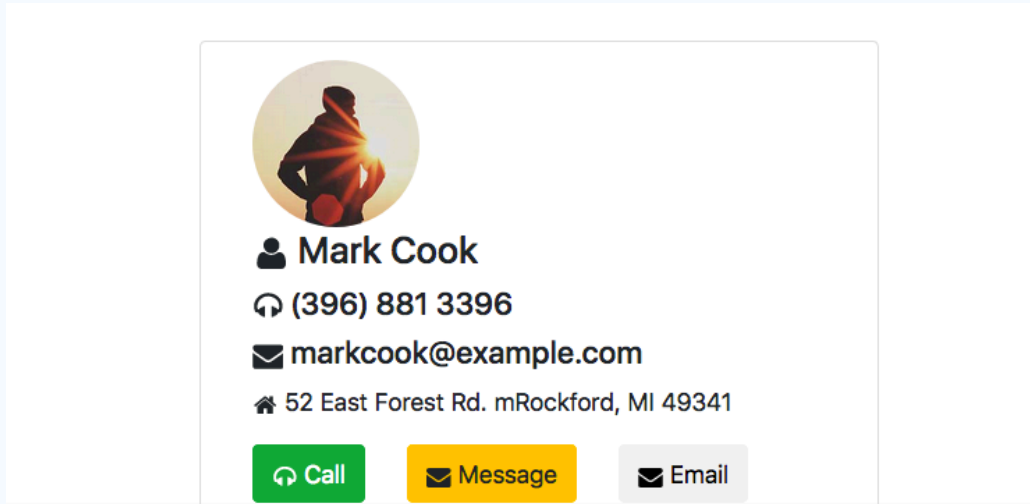 Mark Cook
(396) 881 3396
markcook@example.com
52 East Forest Rd. mRockford, MI 49341
Call Message Email